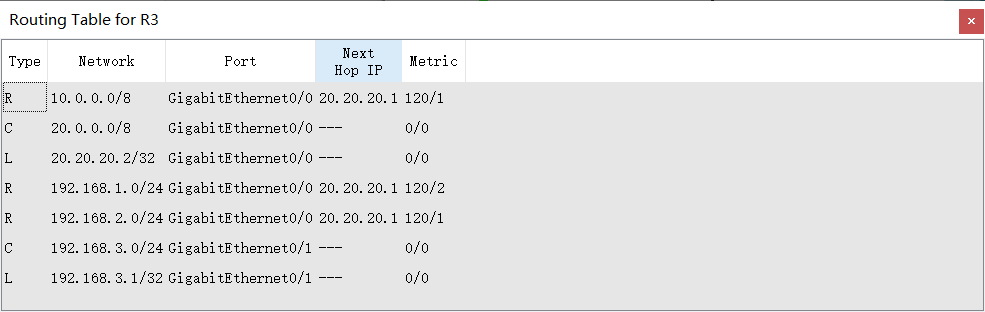 Routing Table for R3
×
Type Network Port Next Hop IP Metric
R 10.0.0.0/8 GigabitEthernet0/0 20.20.20.1 120/1
C 20.0.0.0/8 GigabitEthernet0/0 --- 0/0
L 20.20.20.2/32 GigabitEthernet0/0 --- 0/0
R 192.168.1.0/24 GigabitEthernet0/0 20.20.20.1 120/2
R 192.168.2.0/24 GigabitEthernet0/0 20.20.20.1 120/1
C 192.168.3.0/24 GigabitEthernet0/1 --- 0/0
L 192.168.3.1/32 GigabitEthernet0/1 --- 0/0